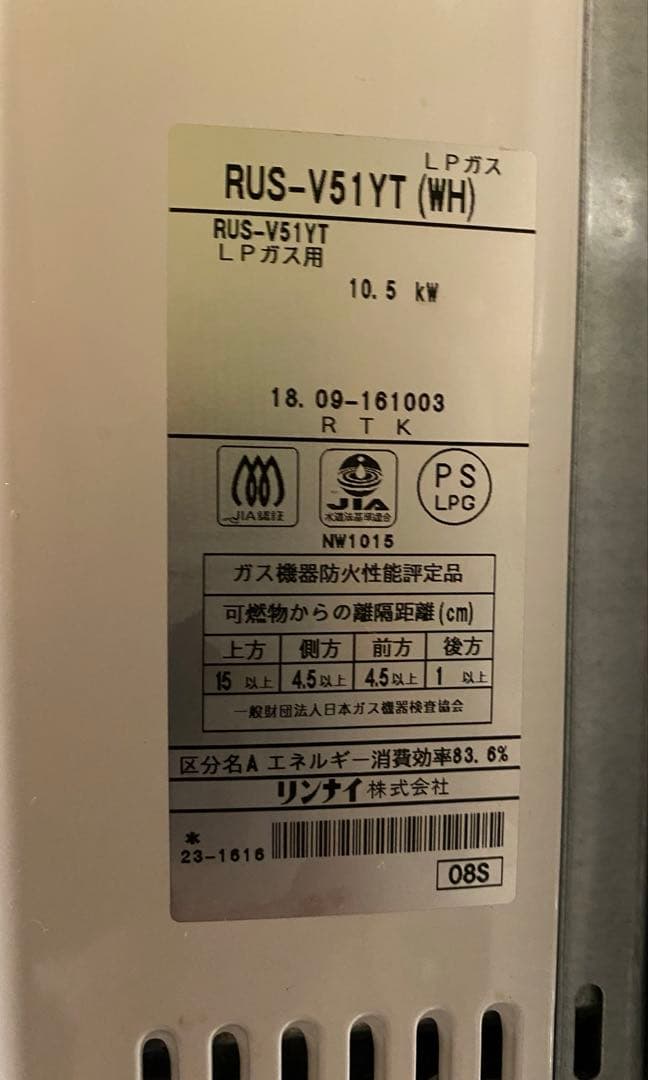 LPガス
RUS-V51YT(WH)
RUS-V51YT
LPガス用
10.5 kW
18.09-161003
RTK
JIA認証
JIA
水道法基準適合
PS
LPG
NW1015
ガス機器防火性能評定品
可燃物からの離隔距離(cm)
上方 側方 前方 後方
15以上 4.5以上 4.5以上 1以上
一般財団法人日本ガス機器検査協会
区分名A エネルギー消費効率83.6%
リンナイ株式会社
*
23-1616
08S